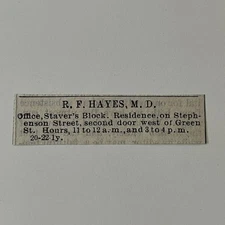 R. F. HAYES, M. D.
Office, Staver's Block. Residence, on Steph-
enson Street, second door west of Green
St. Hours, 11 to 12 a.m., and 3 to 4 p.m.
20-22-1y.